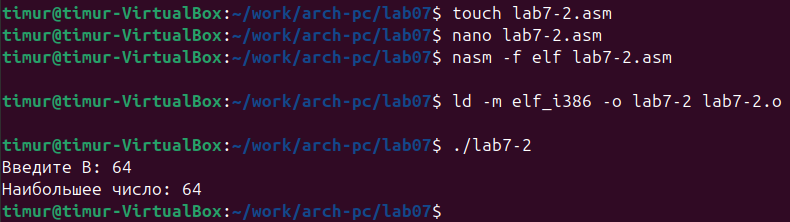 timur@timur-VirtualBox:~/work/arch-pc/lab07$ touch lab7-2.asm
timur@timur-VirtualBox:~/work/arch-pc/lab07$ nano lab7-2.asm
timur@timur-VirtualBox:~/work/arch-pc/lab07$ nasm -f elf lab7-2.asm
timur@timur-VirtualBox:~/work/arch-pc/lab07$ ld -m elf_i386 -o lab7-2 lab7-2.o
timur@timur-VirtualBox:~/work/arch-pc/lab07$ ./lab7-2
Введите В: 64
Наибольшее число: 64
timur@timur-VirtualBox:~/work/arch-pc/lab07$